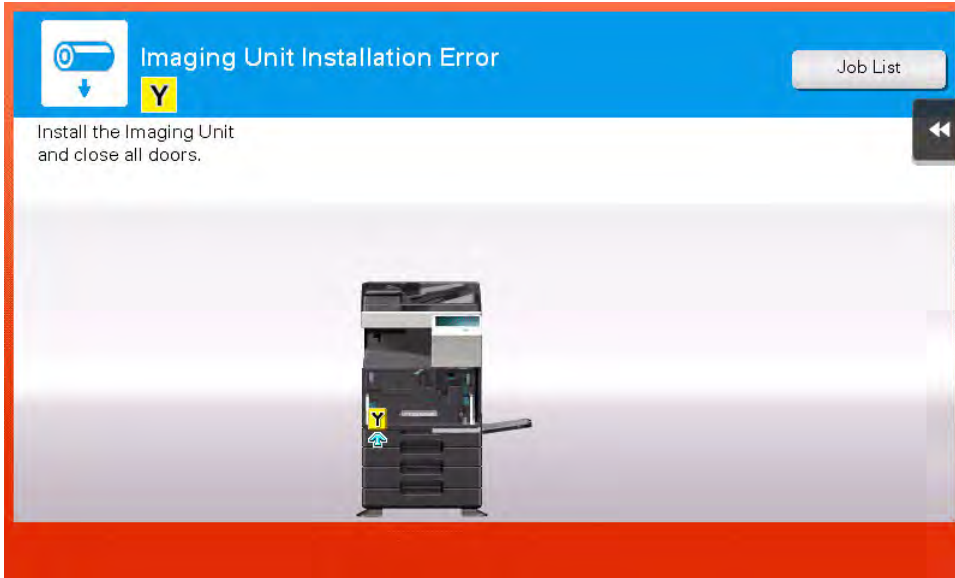 Imaging Unit Installation Error
Y
Job List
Install the Imaging Unit
and close all doors.
Y